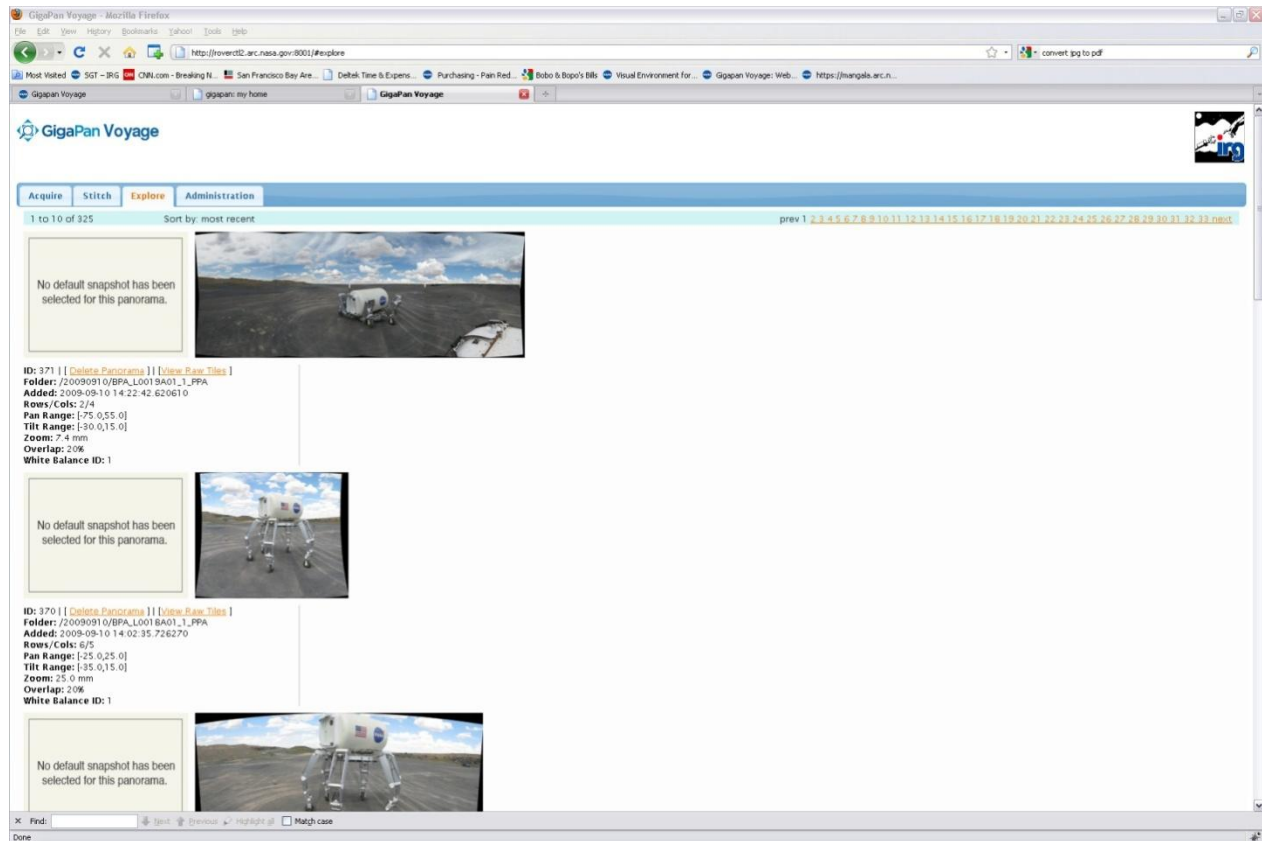 GigaPan Voyage - Mozilla Firefox
File Edit View History Bookmarks Yahoo! Tools Help
http://roverctl2.arc.nasa.gov:8001/#explore convert jpg to pdf
Most Visited SGT – IRG CNN.com - Breaking N... San Francisco Bay Are... Deltek Time & Expens... Purchasing - Pain Red... Bobo & Bopo's Bills Visual Environment for... Gigapan Voyage: Web... https://mangala.arc.n...
Gigapan Voyage gigapan: my home GigaPan Voyage
GigaPan Voyage
irg
Acquire Stitch Explore Administration
1 to 10 of 325 Sort by: most recent prev 1 2 3 4 5 6 7 8 9 10 11 12 13 14 15 16 17 18 19 20 21 22 23 24 25 26 27 28 29 30 31 32 33 next
No default snapshot has been
selected for this panorama.
ID: 371 | [ Delete Panorama ] | [View Raw Tiles ]
Folder: /20090910/BPA_L0019A01_1_PPA
Added: 2009-09-10 14:22:42.620610
Rows/Cols: 2/4
Pan Range: [-75.0,55.0]
Tilt Range: [-30.0,15.0]
Zoom: 7.4 mm
Overlap: 20%
White Balance ID: 1
No default snapshot has been
selected for this panorama.
ID: 370 | [ Delete Panorama ] | [View Raw Tiles ]
Folder: /20090910/BPA_L0018A01_1_PPA
Added: 2009-09-10 14:02:35.726270
Rows/Cols: 6/5
Pan Range: [-25.0,25.0]
Tilt Range: [-35.0,15.0]
Zoom: 25.0 mm
Overlap: 20%
White Balance ID: 1
No default snapshot has been
selected for this panorama.
Find: Next Previous Highlight all Match case
Done